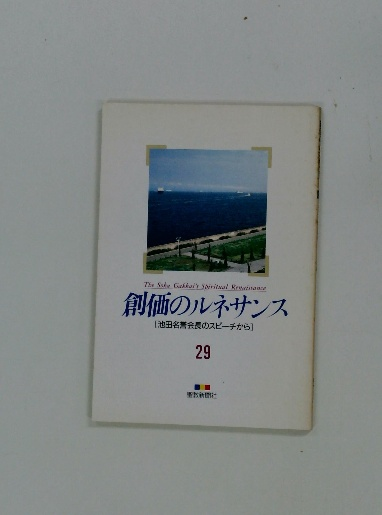 The Soka Gakkai's Spiritual Renaissance
創価のルネサンス
[池田名誉会長のスピーチから]
29
聖教新聞社